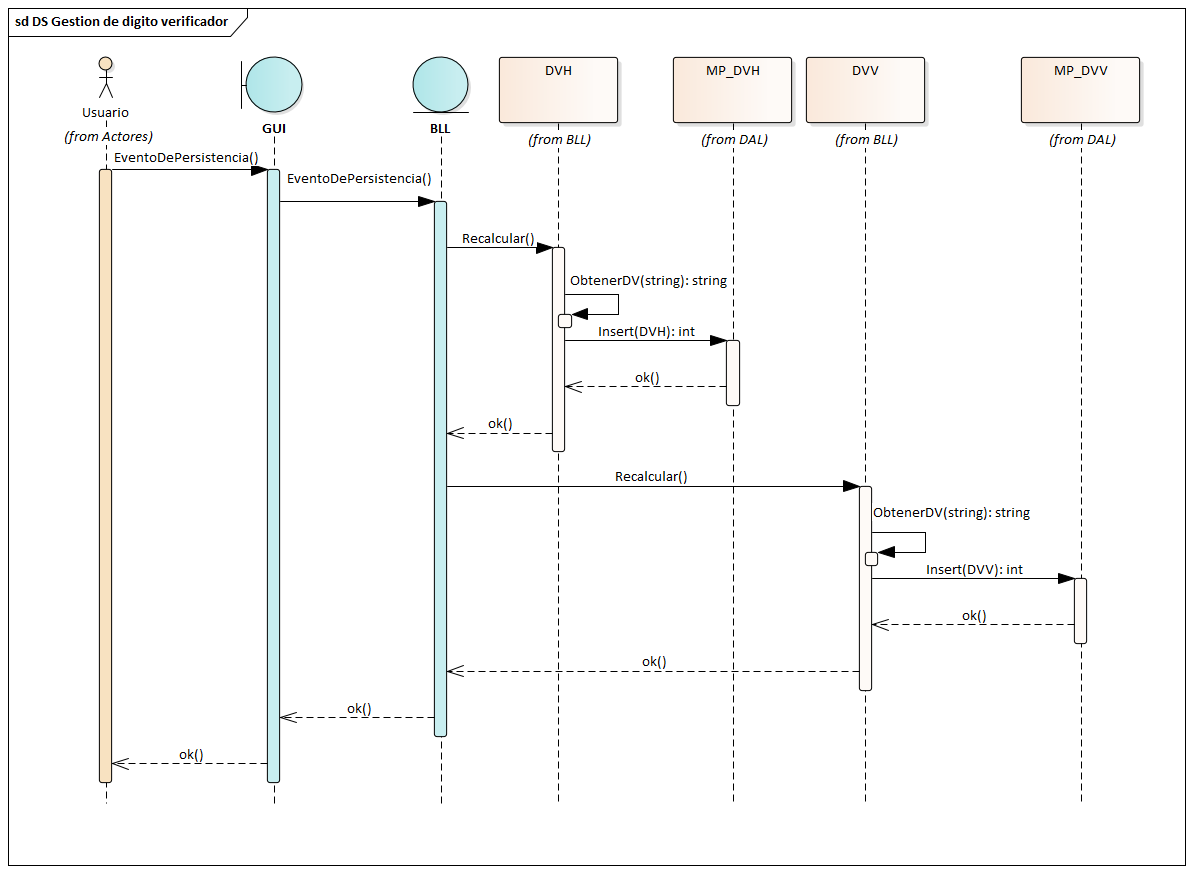 sd DS Gestion de digito verificador
Usuario
(from Actores)
GUI
BLL
DVH
(from BLL)
MP_DVH
(from DAL)
DVV
(from BLL)
MP_DVV
(from DAL)
EventoDePersistencia()
EventoDePersistencia()
Recalcular()
ObtenerDV(string): string
Insert(DVH): int
ok()
ok()
Recalcular()
ObtenerDV(string): string
Insert(DVV): int
ok()
ok()
ok()
ok()